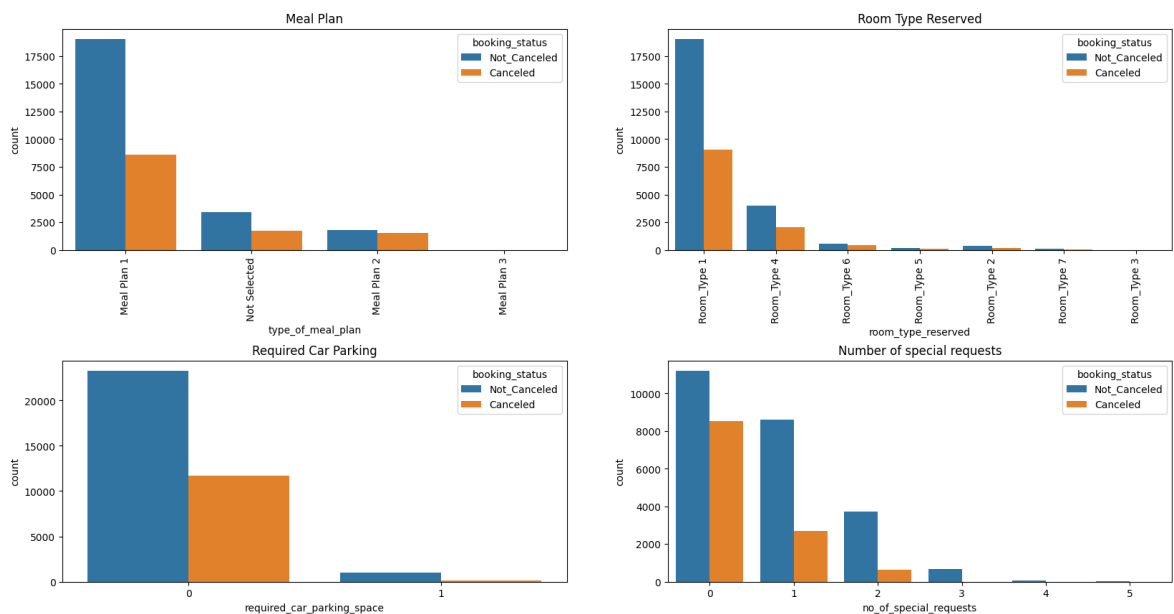 Meal Plan
count
17500
15000
12500
10000
7500
5000
2500
0
booking_status
Not_Canceled
Canceled
Meal Plan 1
Not Selected
Meal Plan 2
Meal Plan 3
type_of_meal_plan
Room Type Reserved
count
17500
15000
12500
10000
7500
5000
2500
0
booking_status
Not_Canceled
Canceled
Room_Type 1
Room_Type 4
Room_Type 6
Room_Type 5
Room_Type 2
Room_Type 7
Room_Type 3
room_type_reserved
Required Car Parking
count
20000
15000
10000
5000
0
booking_status
Not_Canceled
Canceled
0 1
required_car_parking_space
Number of special requests
count
10000
8000
6000
4000
2000
0
booking_status
Not_Canceled
Canceled
0 1 2 3 4 5
no_of_special_requests